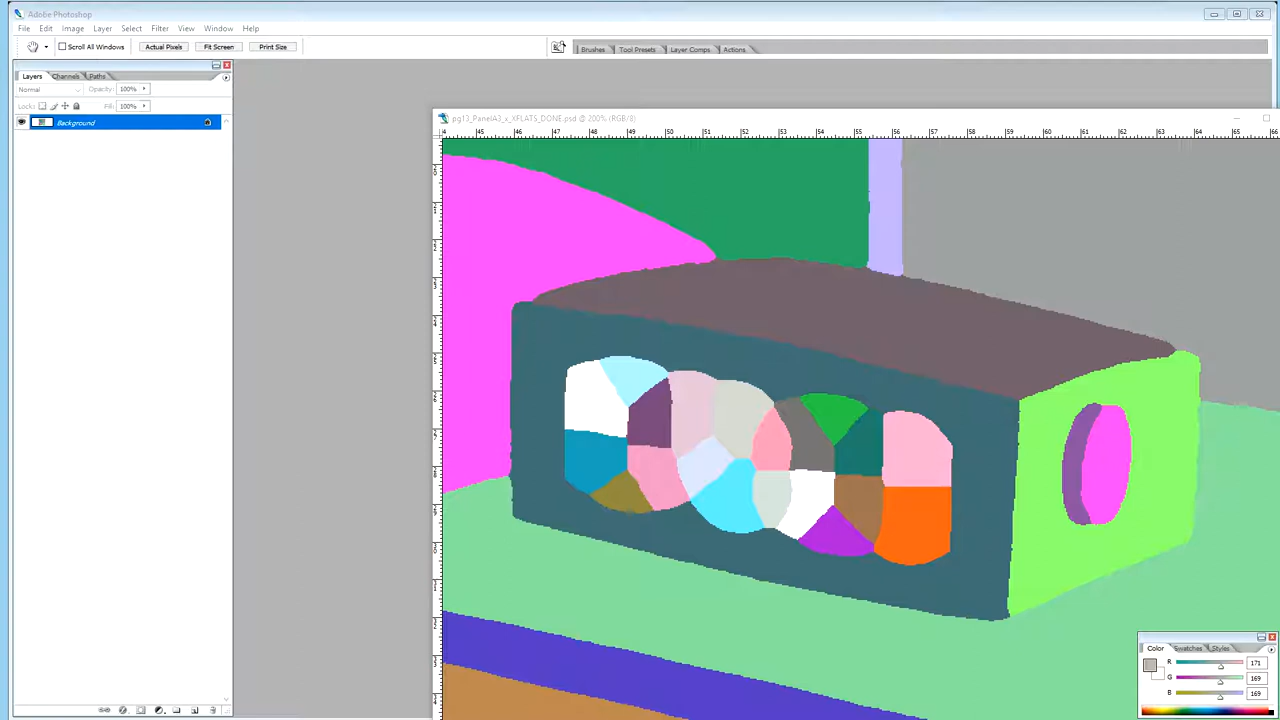 Adobe Photoshop
File Edit Image Layer Select Filter View Window Help
Scroll All Windows Actual Pixels Fit Screen Print Size Brushes Tool Presets Layer Comps Actions
Layers Channels Paths
Normal Opacity: 100%
Lock: Fill: 100%
Background
pg13_PanelA3_x_XFLATS_DONE.psd @ 200% (RGB/8)
45 46 47 48 49 50 51 52 53 54 55 56 57 58 59 60 61 62 63 64 65 66
Color Swatches Styles
R 171
G 169
B 169